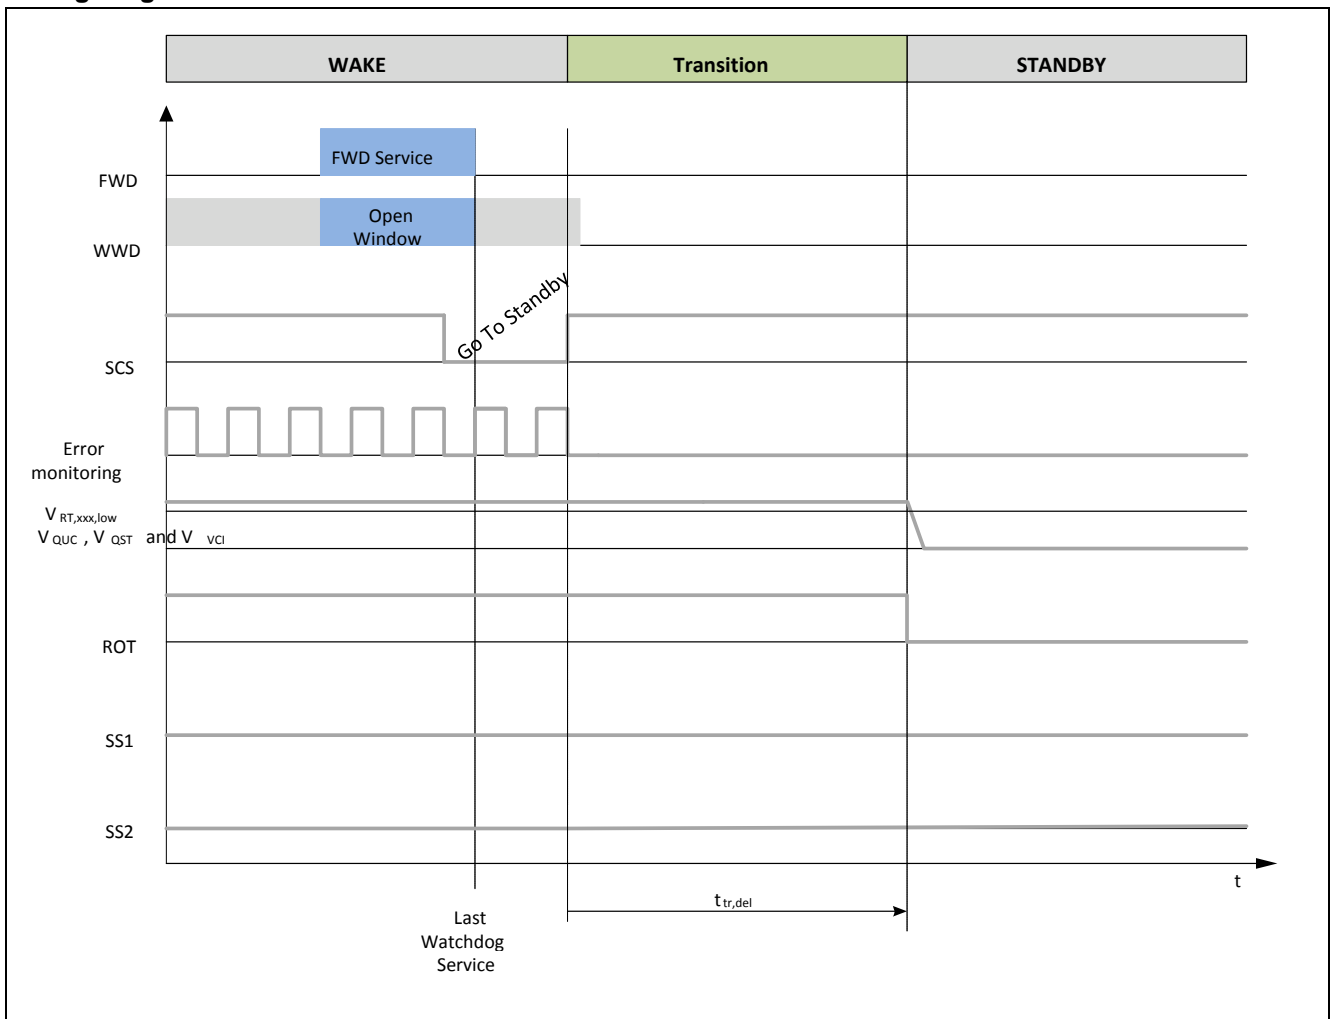 WAKE
Transition
STANDBY
FWD Service
FWD
Open
Window
WWD
Go To Standby
SCS
Error
monitoring
V RT,xxx,low
V QUC , V QST and V VCI
ROT
SS1
SS2
t
t tr,del
Last
Watchdog
Service